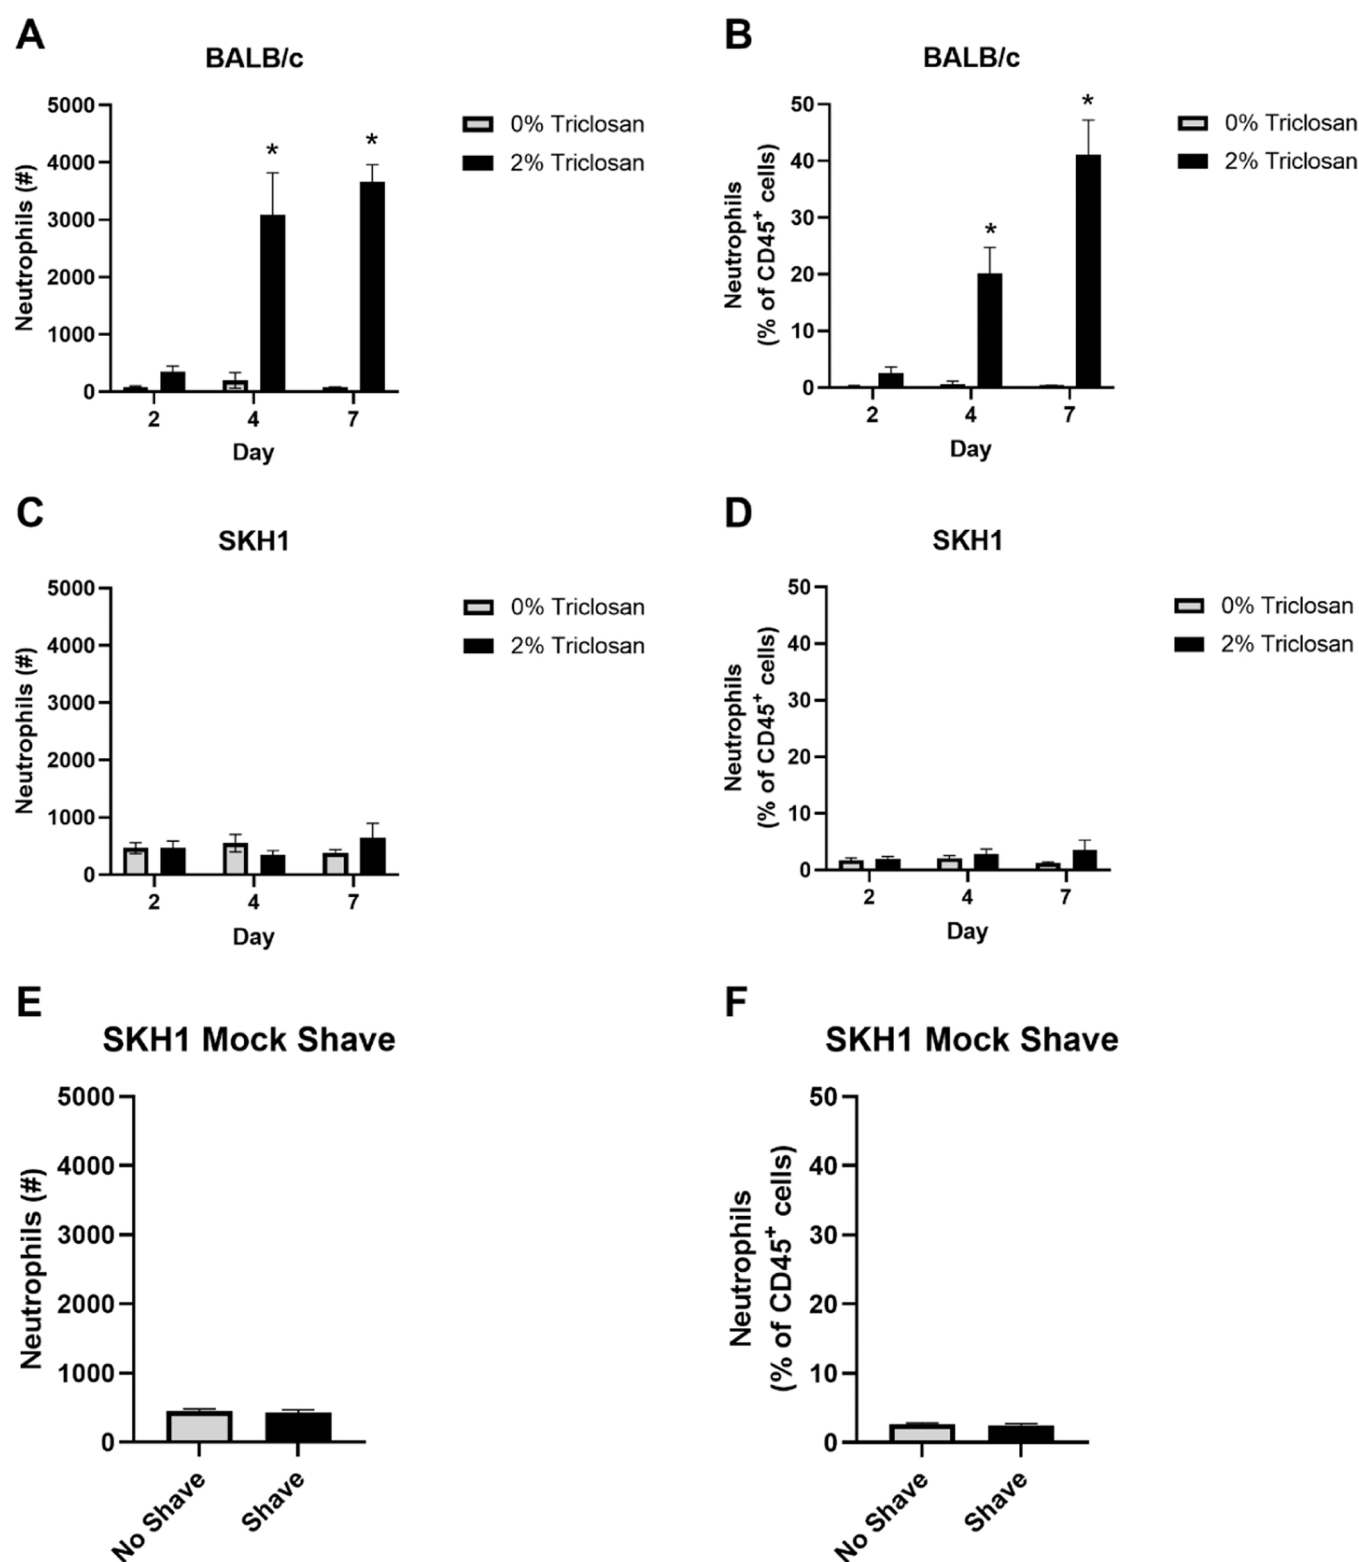 A
BALB/c
5000
4000
3000
2000
1000
0
Neutrophils (#)
*
*
2
4
7
Day
0% Triclosan
2% Triclosan
B
BALB/c
50
40
30
20
10
0
Neutrophils
(% of CD45⁺ cells)
*
*
2
4
7
Day
0% Triclosan
2% Triclosan
C
SKH1
5000
4000
3000
2000
1000
0
Neutrophils (#)
2
4
7
Day
0% Triclosan
2% Triclosan
D
SKH1
50
40
30
20
10
0
Neutrophils
(% of CD45⁺ cells)
2
4
7
Day
0% Triclosan
2% Triclosan
E
SKH1 Mock Shave
5000
4000
3000
2000
1000
0
Neutrophils (#)
No Shave
Shave
F
SKH1 Mock Shave
50
40
30
20
10
0
Neutrophils
(% of CD45⁺ cells)
No Shave
Shave